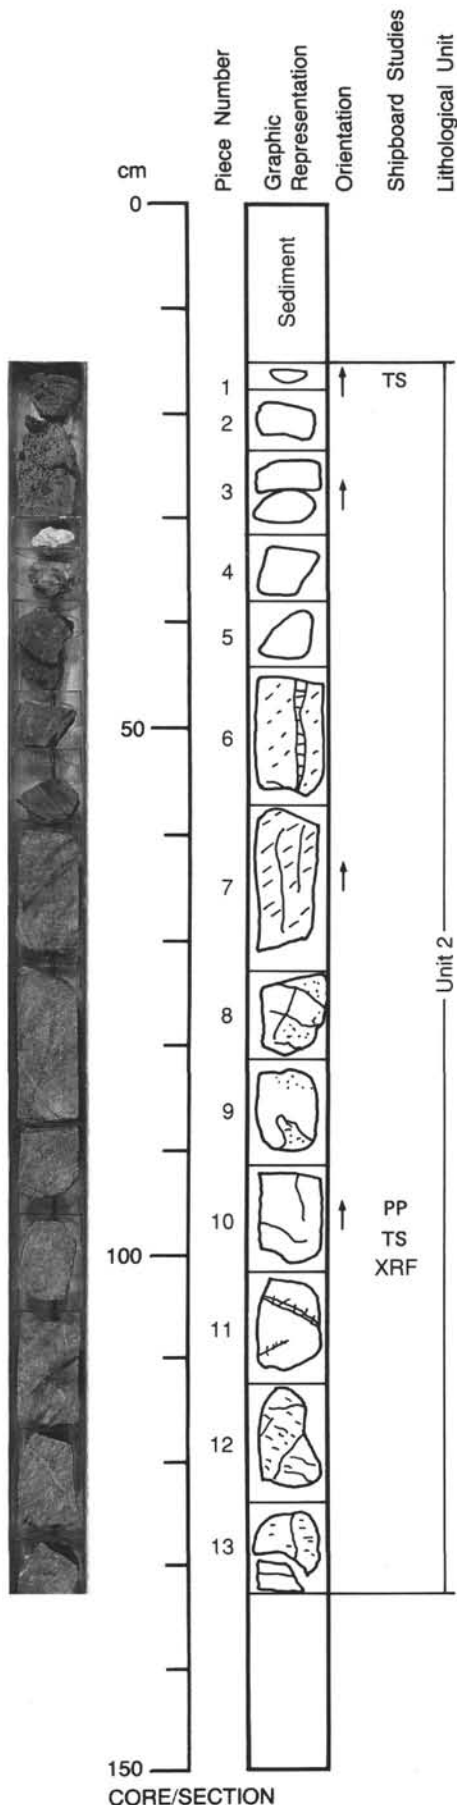 cm
Piece Number
Graphic
Representation
Orientation
Shipboard Studies
Lithological Unit
0
Sediment
1
TS
2
3
4
5
50
6
7
Unit 2
8
9
10
PP
TS
XRF
100
11
12
13
150
CORE/SECTION